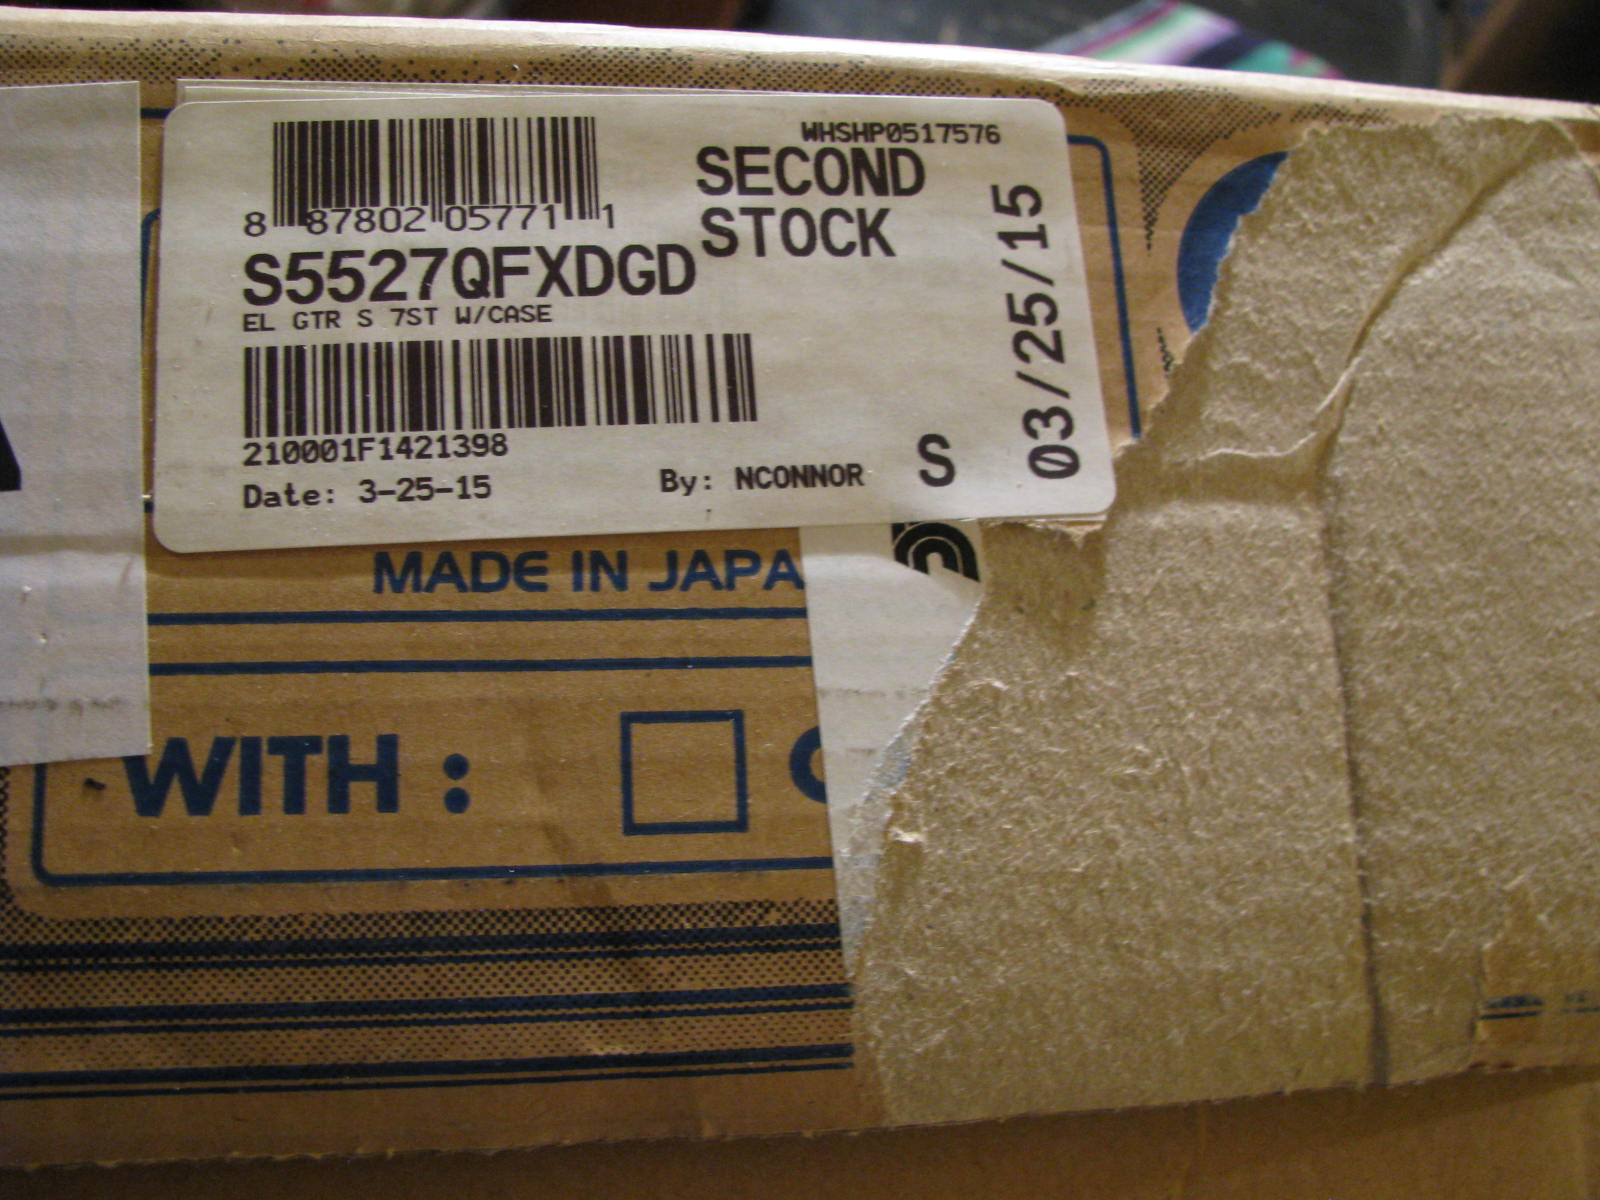 WHSHP0517576
SECOND
STOCK
8 87802 05771 1
S5527QFXDGD
EL GTR S 7ST W/CASE
210001F1421398
Date: 3-25-15
By: NCONNOR
S
03/25/15
MADE IN JAPA
WITH :